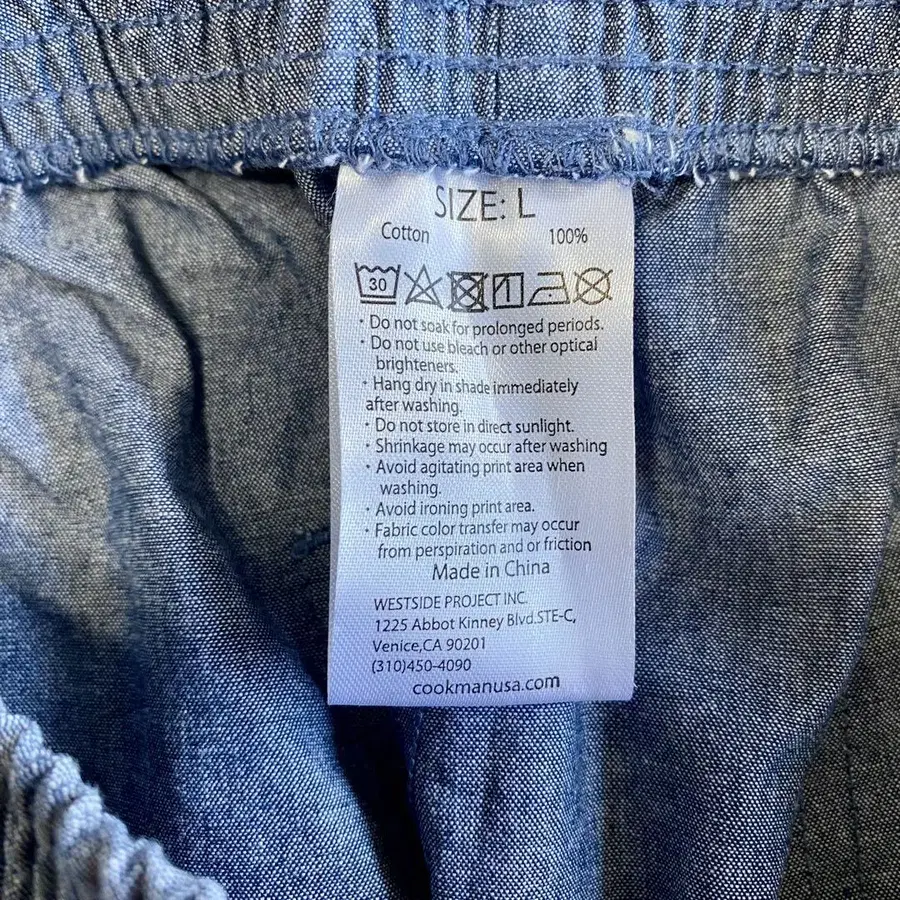 SIZE: L
Cotton 100%
30
· Do not soak for prolonged periods.
· Do not use bleach or other optical
brighteners.
· Hang dry in shade immediately
after washing.
· Do not store in direct sunlight.
· Shrinkage may occur after washing
· Avoid agitating print area when
washing.
· Avoid ironing print area.
· Fabric color transfer may occur
from perspiration and or friction
Made in China
WESTSIDE PROJECT INC.
1225 Abbot Kinney Blvd.STE-C,
Venice,CA 90201
(310)450-4090
cookmanusa.com